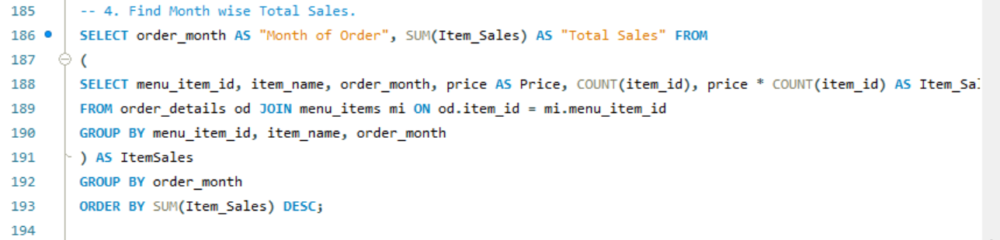 185 -- 4. Find Month wise Total Sales.
186 SELECT order_month AS "Month of Order", SUM(Item_Sales) AS "Total Sales" FROM
187 (
188 SELECT menu_item_id, item_name, order_month, price AS Price, COUNT(item_id), price * COUNT(item_id) AS Item_Sal
189 FROM order_details od JOIN menu_items mi ON od.item_id = mi.menu_item_id
190 GROUP BY menu_item_id, item_name, order_month
191 ) AS ItemSales
192 GROUP BY order_month
193 ORDER BY SUM(Item_Sales) DESC;
194